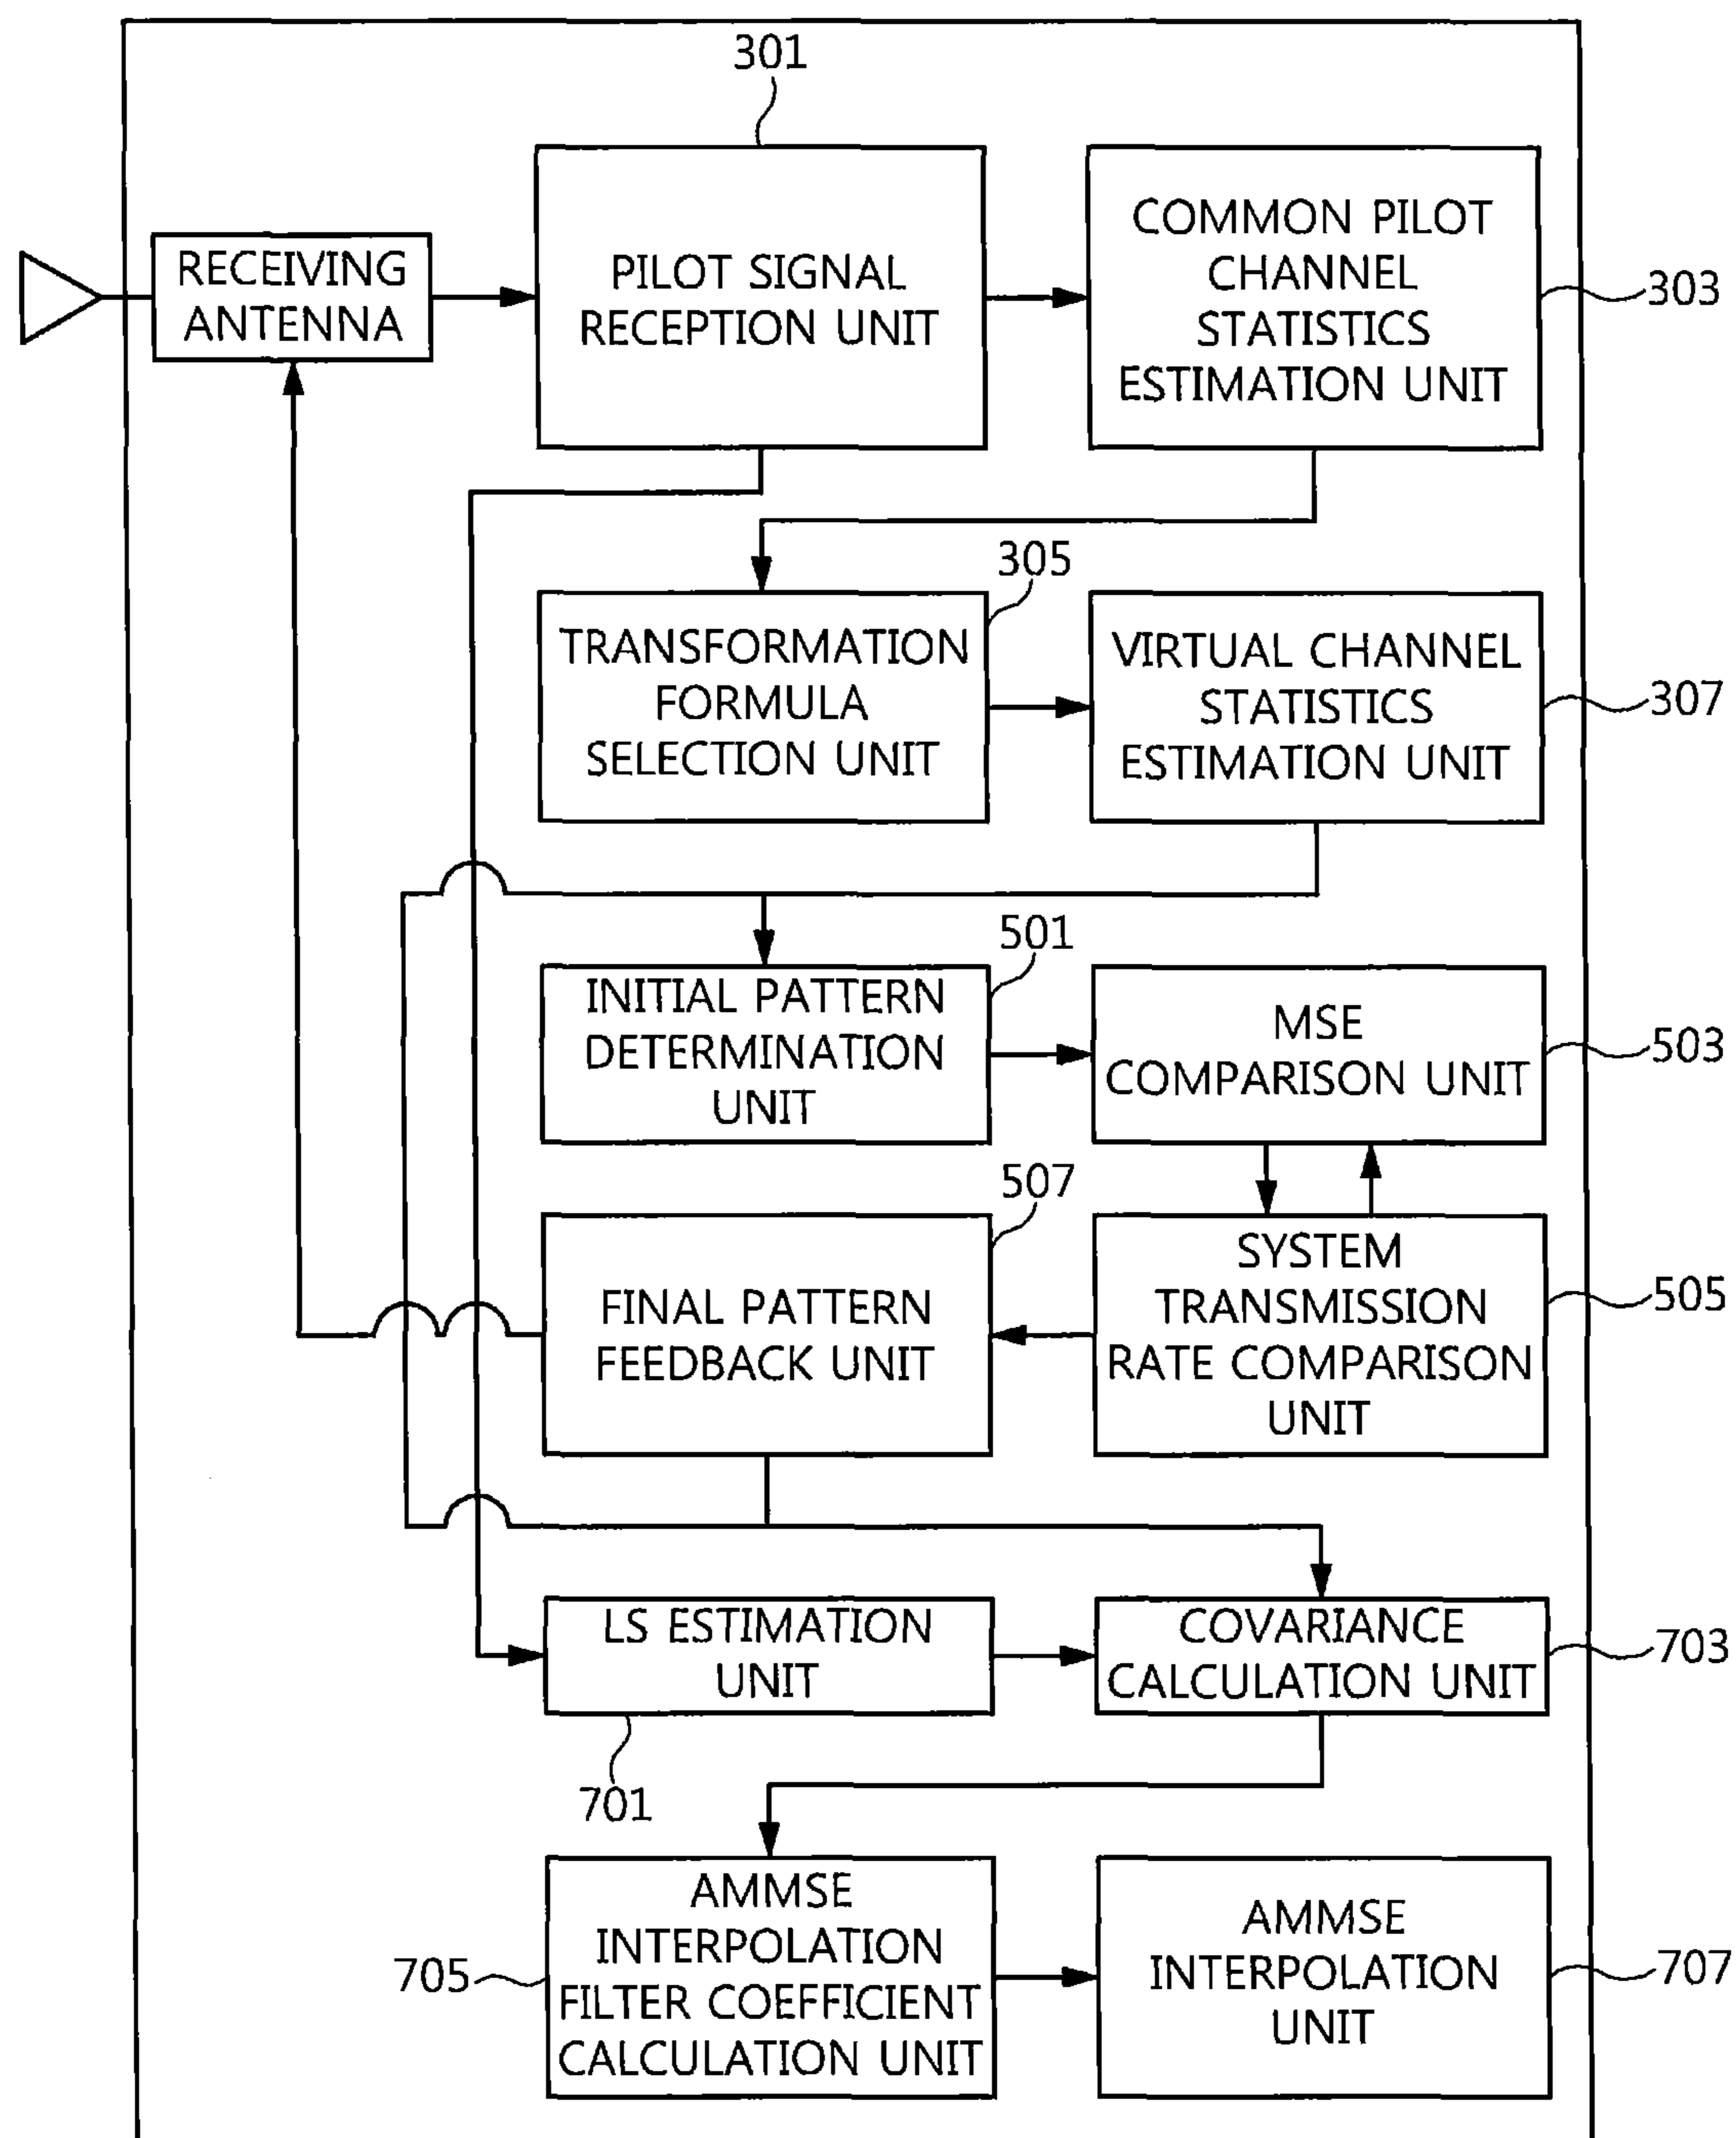 301
RECEIVING
ANTENNA
PILOT SIGNAL
RECEPTION UNIT
COMMON PILOT
CHANNEL
STATISTICS
ESTIMATION UNIT
303
305
TRANSFORMATION
FORMULA
SELECTION UNIT
VIRTUAL CHANNEL
STATISTICS
ESTIMATION UNIT
307
501
INITIAL PATTERN
DETERMINATION
UNIT
MSE
COMPARISON UNIT
503
507
FINAL PATTERN
FEEDBACK UNIT
SYSTEM
TRANSMISSION
RATE COMPARISON
UNIT
505
LS ESTIMATION
UNIT
701
COVARIANCE
CALCULATION UNIT
703
705
AMMSE
INTERPOLATION
FILTER COEFFICIENT
CALCULATION UNIT
AMMSE
INTERPOLATION
UNIT
707